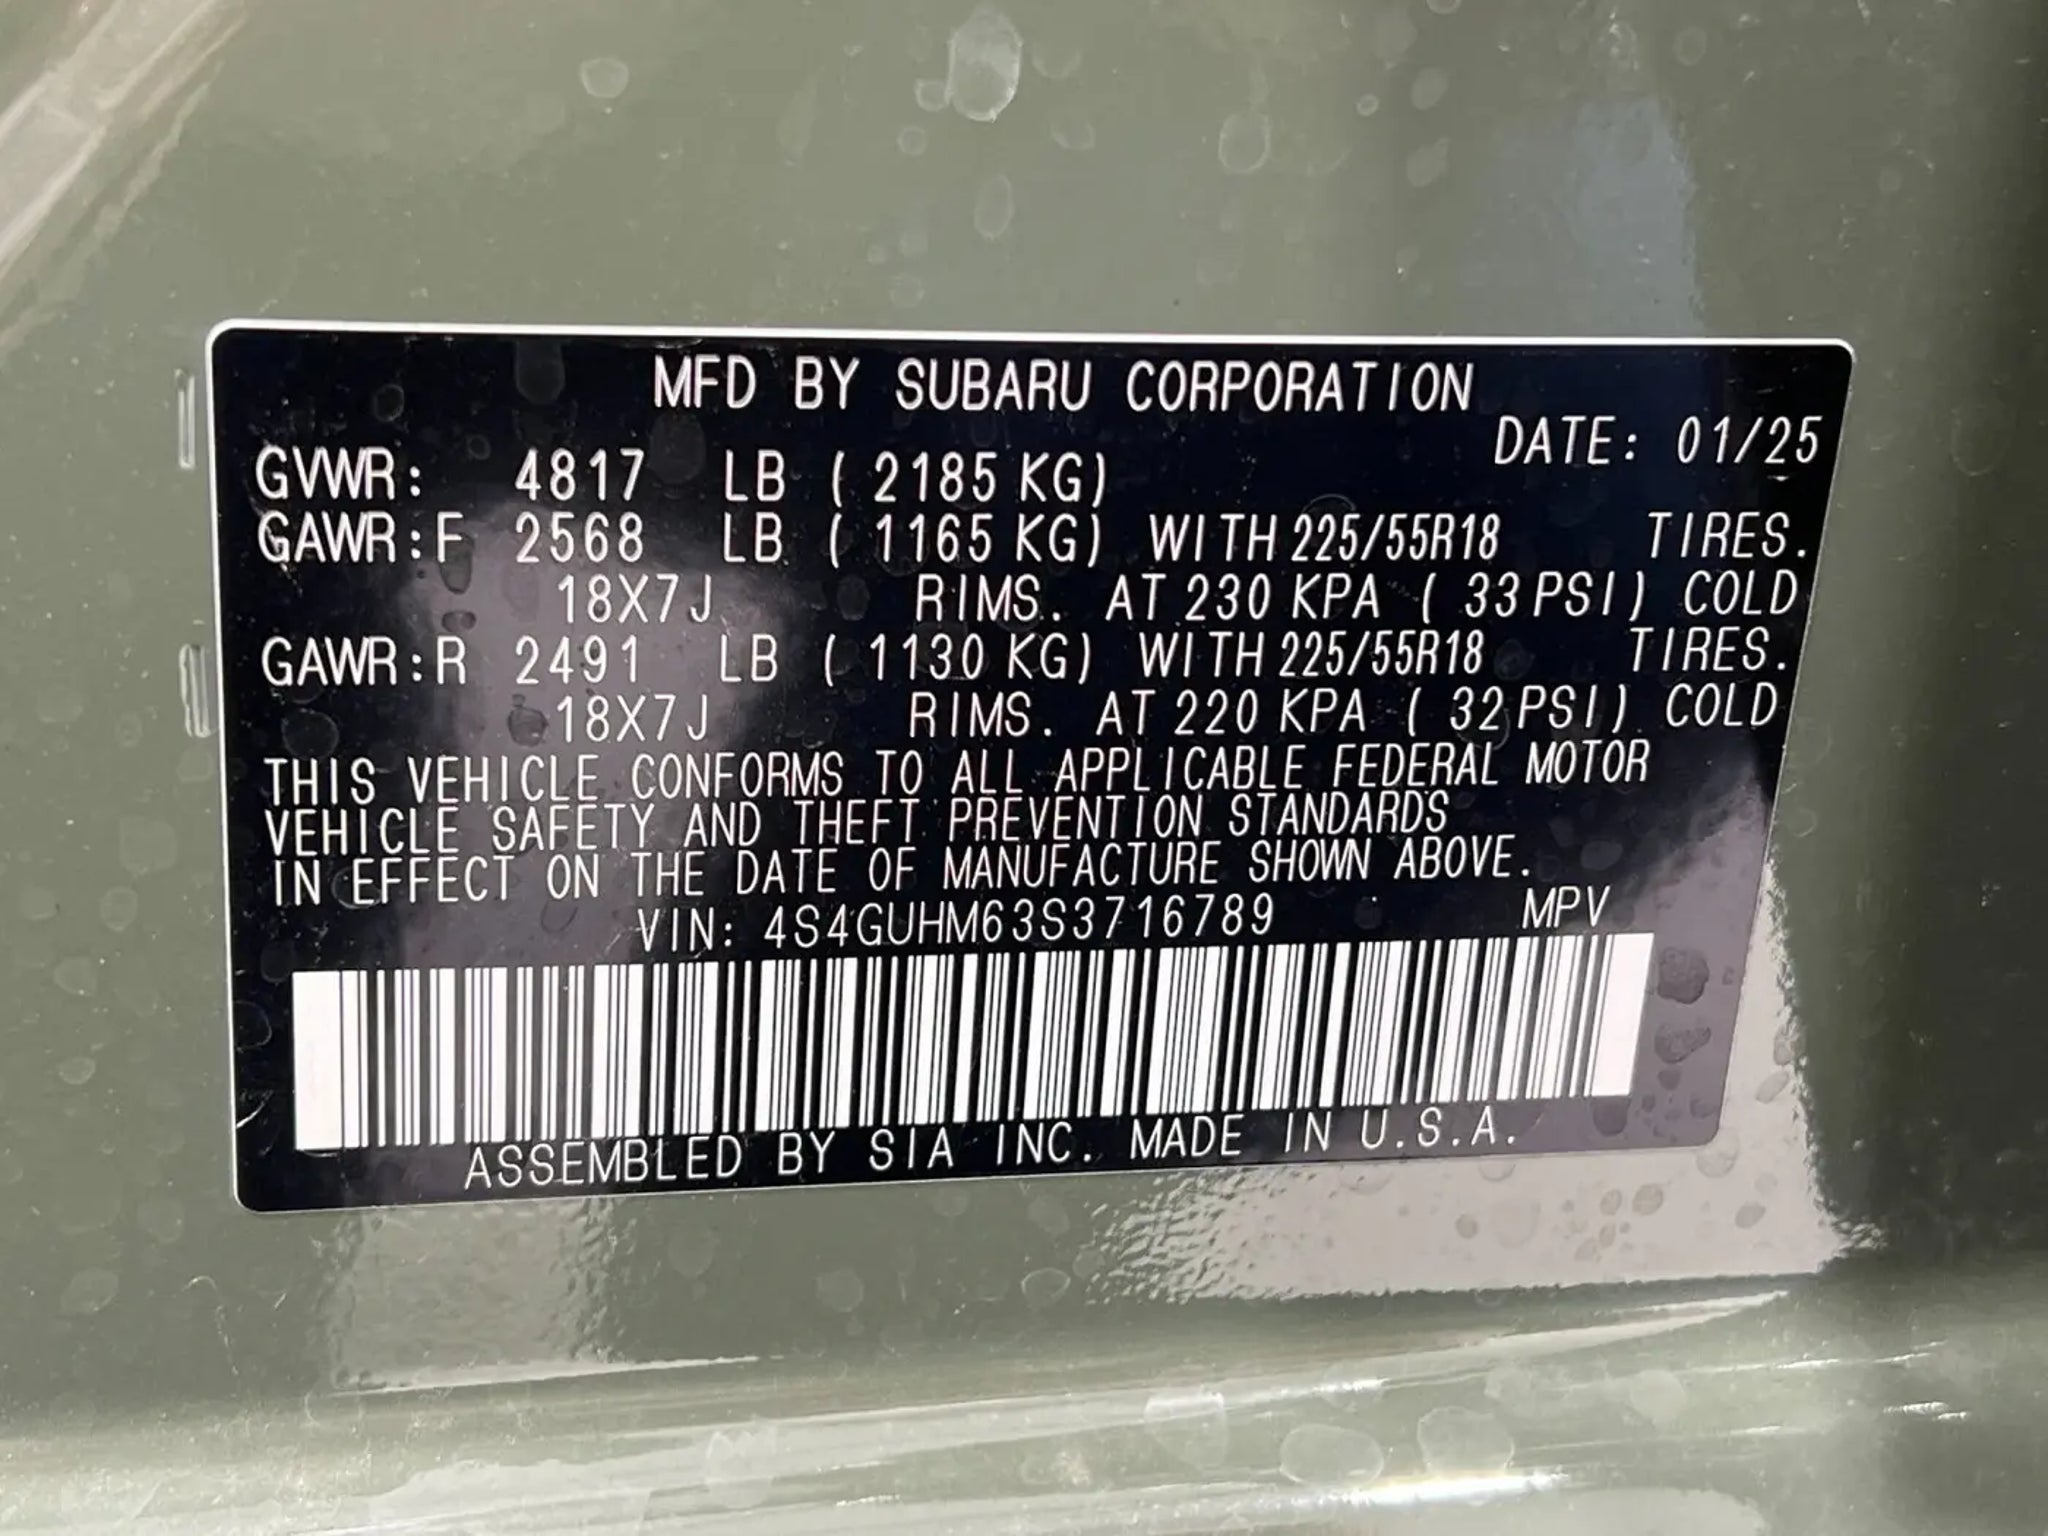 MFD BY SUBARU CORPORATION
DATE: 01/25
GVWR: 4817 LB ( 2185 KG)
GAWR:F 2568 LB ( 1165 KG) WITH 225/55R18 TIRES.
18X7J RIMS. AT 230 KPA ( 33 PSI) COLD
GAWR:R 2491 LB ( 1130 KG) WITH 225/55R18 TIRES.
18X7J RIMS. AT 220 KPA ( 32 PSI) COLD
THIS VEHICLE CONFORMS TO ALL APPLICABLE FEDERAL MOTOR
VEHICLE SAFETY AND THEFT PREVENTION STANDARDS
IN EFFECT ON THE DATE OF MANUFACTURE SHOWN ABOVE.
VIN: 4S4GUHM63S3716789 MPV
ASSEMBLED BY SIA INC. MADE IN U.S.A.